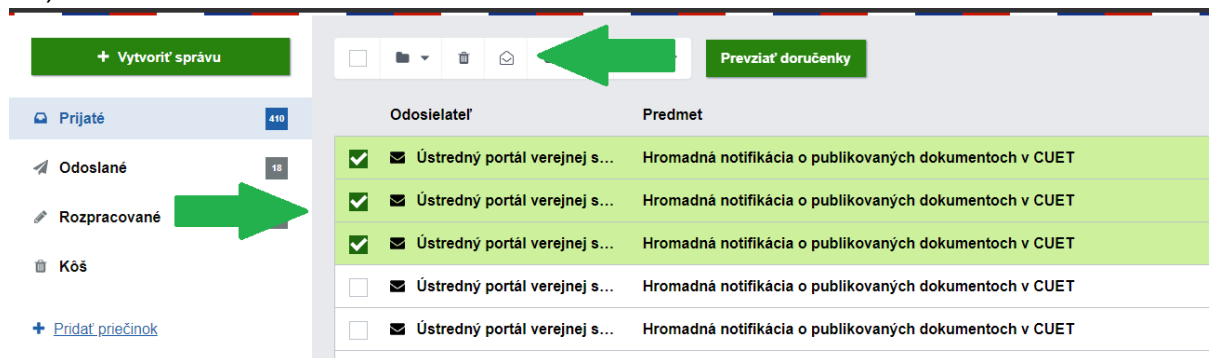 + Vytvoriť správu
Prevziať doručenky
Prijaté 410
Odoslané 18
Rozpracované
Kôš
+ Pridať priečinok
Odosielateľ Predmet
Ústredný portál verejnej s... Hromadná notifikácia o publikovaných dokumentoch v CUET
Ústredný portál verejnej s... Hromadná notifikácia o publikovaných dokumentoch v CUET
Ústredný portál verejnej s... Hromadná notifikácia o publikovaných dokumentoch v CUET
Ústredný portál verejnej s... Hromadná notifikácia o publikovaných dokumentoch v CUET
Ústredný portál verejnej s... Hromadná notifikácia o publikovaných dokumentoch v CUET